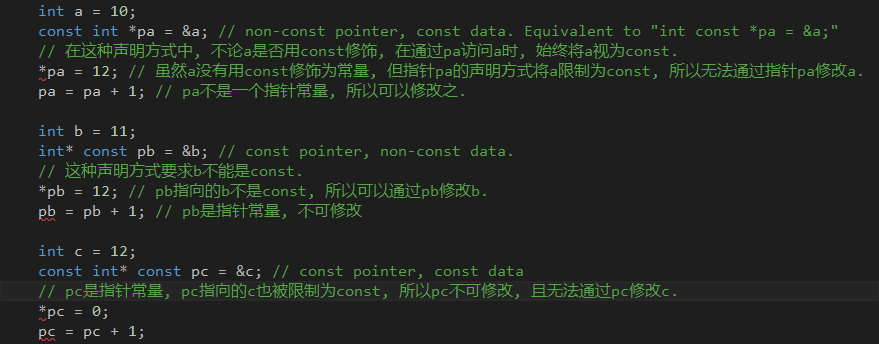 int a = 10;
const int *pa = &a; // non-const pointer, const data. Equivalent to "int const *pa = &a;"
// 在这种声明方式中, 不论a是否用const修饰, 在通过pa访问a时, 始终将a视为const.
*pa = 12; // 虽然a没有用const修饰为常量, 但指针pa的声明方式将a限制为const, 所以无法通过指针pa修改a.
pa = pa + 1; // pa不是一个指针常量, 所以可以修改之.
int b = 11;
int* const pb = &b; // const pointer, non-const data.
// 这种声明方式要求b不能是const.
*pb = 12; // pb指向的b不是const, 所以可以通过pb修改b.
pb = pb + 1; // pb是指针常量, 不可修改
int c = 12;
const int* const pc = &c; // const pointer, const data
// pc是指针常量, pc指向的c也被限制为const, 所以pc不可修改, 且无法通过pc修改c.
*pc = 0;
pc = pc + 1;